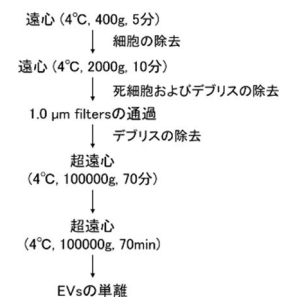 遠心 (4℃, 400g, 5分)
細胞の除去
遠心 (4℃, 2000g, 10分)
死細胞およびデブリスの除去
1.0 μm filtersの通過
デブリスの除去
超遠心
(4℃, 100000g, 70分)
超遠心
(4℃, 100000g, 70min)
EVsの単離